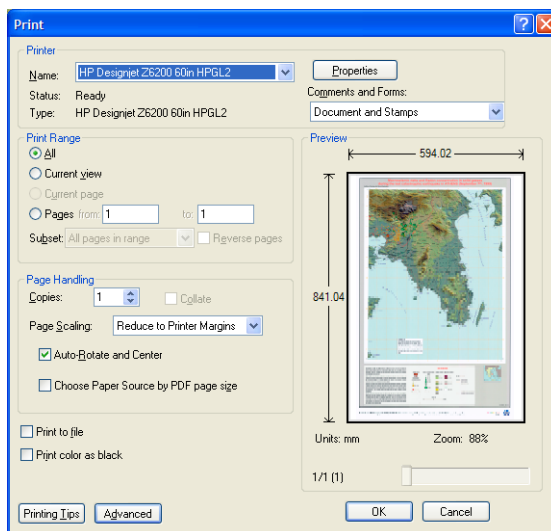 Print
Printer
Name: HP Designjet Z6200 60in HPGL2
Properties
Status: Ready
Comments and Forms:
Type: HP Designjet Z6200 60in HPGL2
Document and Stamps
Print Range
All
Current view
Current page
Pages from: 1 to: 1
Subset: All pages in range
Reverse pages
Page Handling
Copies: 1
Collate
Page Scaling: Reduce to Printer Margins
Auto-Rotate and Center
Choose Paper Source by PDF page size
Print to file
Print color as black
Preview
594.02
841.04
Units: mm Zoom: 88%
1/1 (1)
Printing Tips
Advanced
OK
Cancel